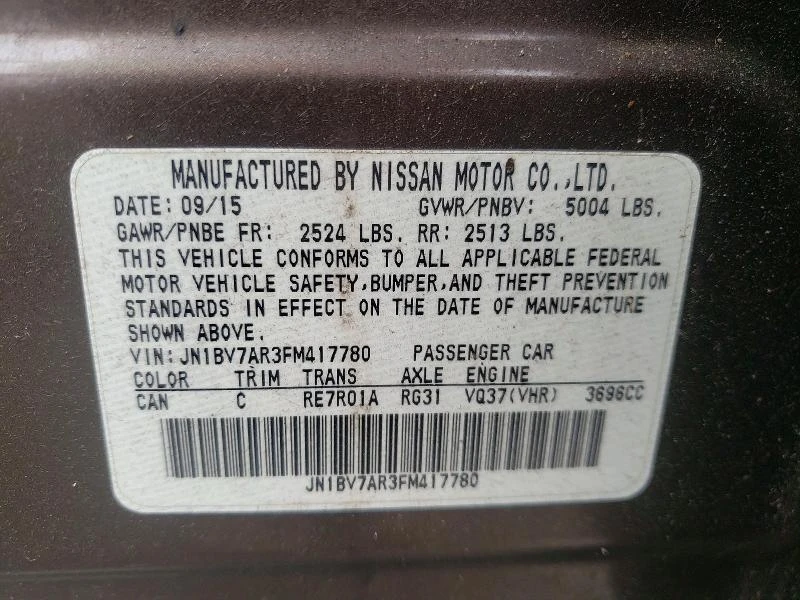 MANUFACTURED BY NISSAN MOTOR CO.,LTD.
DATE: 09/15 GVWR/PNBV: 5004 LBS.
GAWR/PNBE FR: 2524 LBS. RR: 2513 LBS.
THIS VEHICLE CONFORMS TO ALL APPLICABLE FEDERAL
MOTOR VEHICLE SAFETY,BUMPER,AND THEFT PREVENTION
STANDARDS IN EFFECT ON THE DATE OF MANUFACTURE
SHOWN ABOVE.
VIN:JN1BV7AR3FM417780 PASSENGER CAR
COLOR TRIM TRANS AXLE ENGINE
CAN C RE7R01A RG31 VQ37(VHR) 3696CC
JN1BV7AR3FM417780